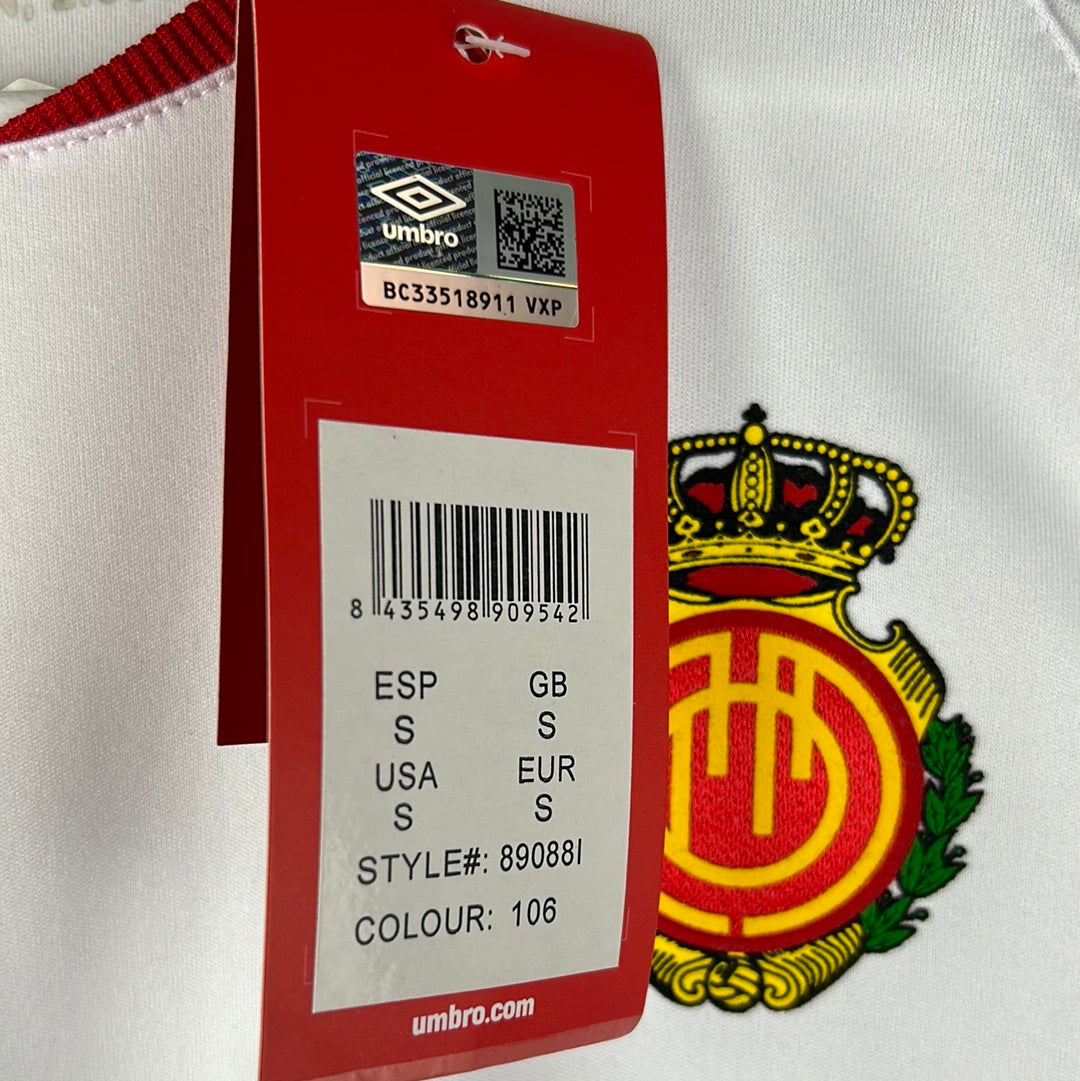 umbro
BC33518911 VXP
8 435498 909542
ESP GB
S S
USA EUR
S S
STYLE#: 89088I
COLOUR: 106
umbro.com